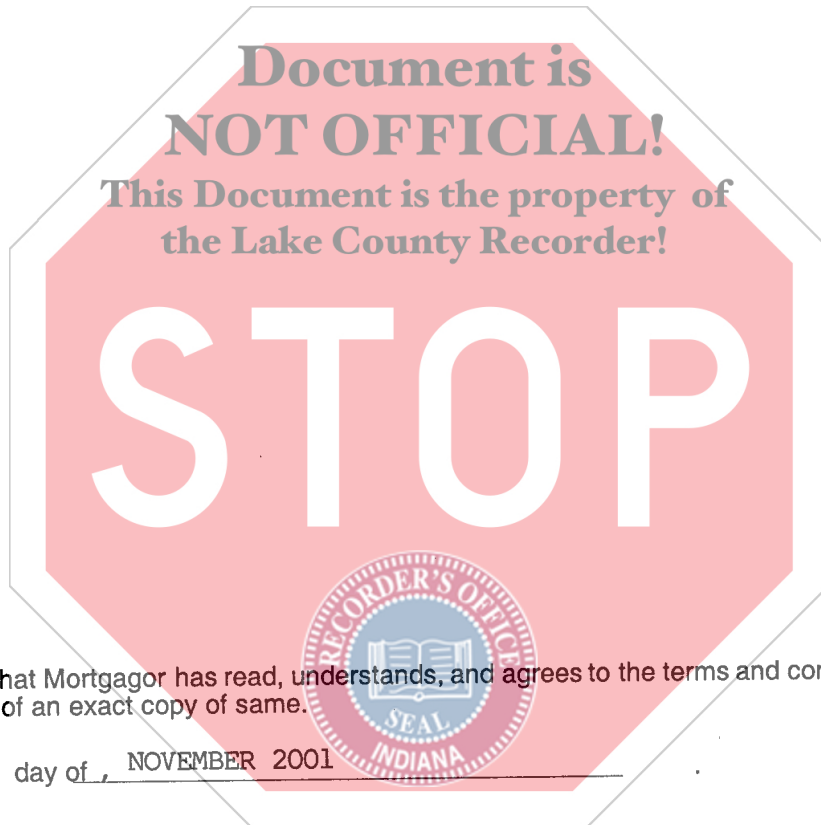 Document is
NOT OFFICIAL!
This Document is the property of
the Lake County Recorder!
STOP
RECORDER'S OFFICE
SEAL
INDIANA
hat Mortgagor has read, understands, and agrees to the terms and cor
of an exact copy of same.
day of , NOVEMBER 2001 .